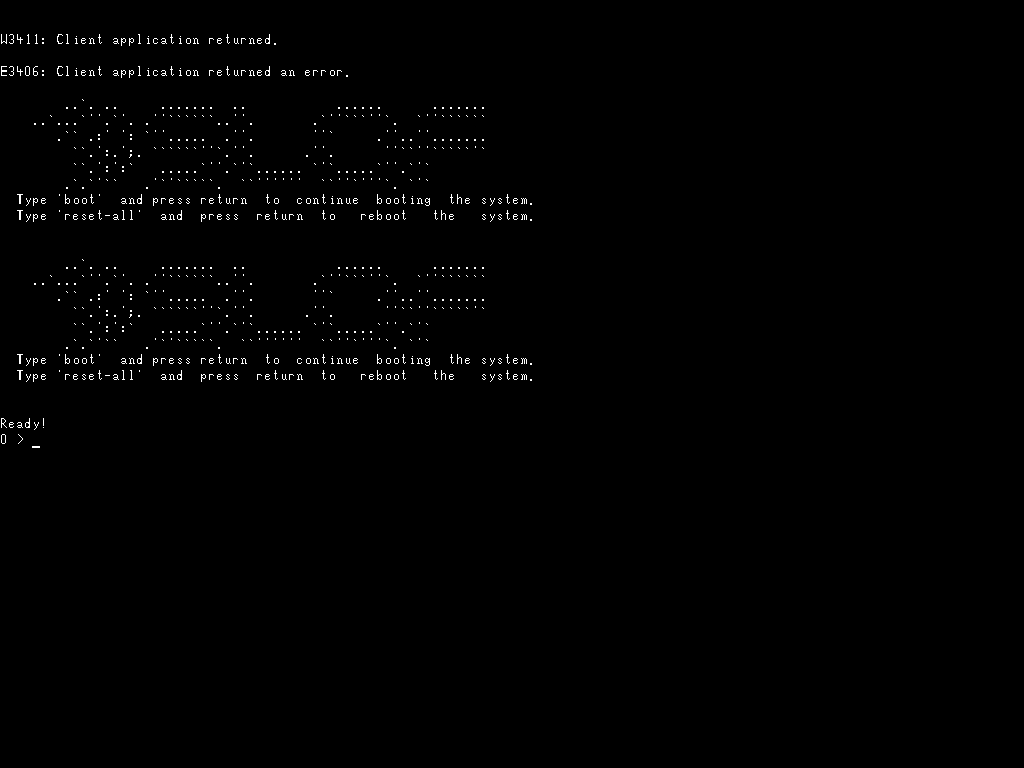 W3411: Client application returned.
E3406: Client application returned an error.
Type 'boot' and press return to continue booting the system.
Type 'reset-all' and press return to reboot the system.
Type 'boot' and press return to continue booting the system.
Type 'reset-all' and press return to reboot the system.
Ready!
0 > _